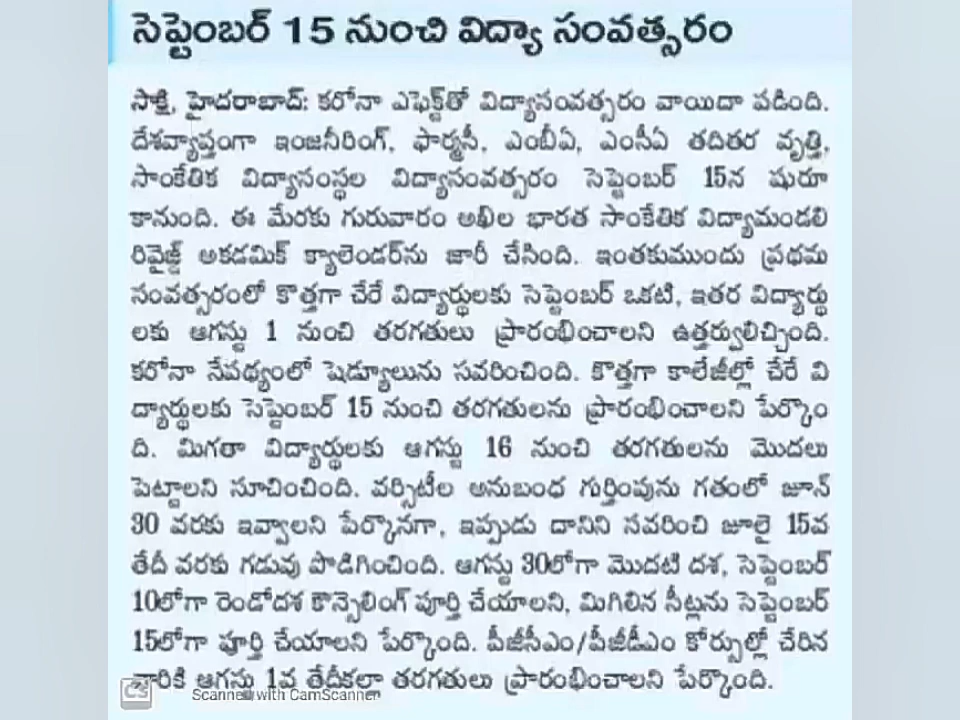 సెప్టెంబర్ 15 నుంచి విద్యా సంవత్సరం
సాక్షి, హైదరాబాద్: కరోనా ఎఫెక్ట్‌తో విద్యాసంవత్సరం వాయిదా పడింది.
దేశవ్యాప్తంగా ఇంజనీరింగ్, ఫార్మసీ, ఎంబీఏ, ఎంసీఏ తదితర వృత్తి,
సాంకేతిక విద్యాసంస్థల విద్యాసంవత్సరం సెప్టెంబర్ 15న షురూ
కానుంది. ఈ మేరకు గురువారం అఖిల భారత సాంకేతిక విద్యామండలి
రివైజ్డ్ అకడమిక్ క్యాలెండర్‌ను జారీ చేసింది. ఇంతకుముందు ప్రథమ
సంవత్సరంలో కొత్తగా చేరే విద్యార్థులకు సెప్టెంబర్ ఒకటి, ఇతర విద్యార్థు
లకు ఆగస్టు 1 నుంచి తరగతులు ప్రారంభించాలని ఉత్తర్వులిచ్చింది.
కరోనా నేపథ్యంలో షెడ్యూలును సవరించింది. కొత్తగా కాలేజీల్లో చేరే వి
ద్యార్థులకు సెప్టెంబర్ 15 నుంచి తరగతులను ప్రారంభించాలని పేర్కొం
ది. మిగతా విద్యార్థులకు ఆగస్టు 16 నుంచి తరగతులను మొదలు
పెట్టాలని సూచించింది. వర్సిటీల అనుబంధ గుర్తింపును గతంలో జూన్
30 వరకు ఇవ్వాలని పేర్కొనగా, ఇప్పుడు దానిని సవరించి జూలై 15వ
తేదీ వరకు గడువు పొడిగించింది. ఆగస్టు 30లోగా మొదటి దశ, సెప్టెంబర్
10లోగా రెండోదశ కౌన్సెలింగ్ పూర్తి చేయాలని, మిగిలిన సీట్లను సెప్టెంబర్
15లోగా పూర్తి చేయాలని పేర్కొంది. పీజీసీఎం/పీజీడీఎం కోర్సుల్లో చేరిన
వారికి ఆగస్టు 1వ తేదీకల్లా తరగతులు ప్రారంభించాలని పేర్కొంది.
CS Scanned with CamScanner